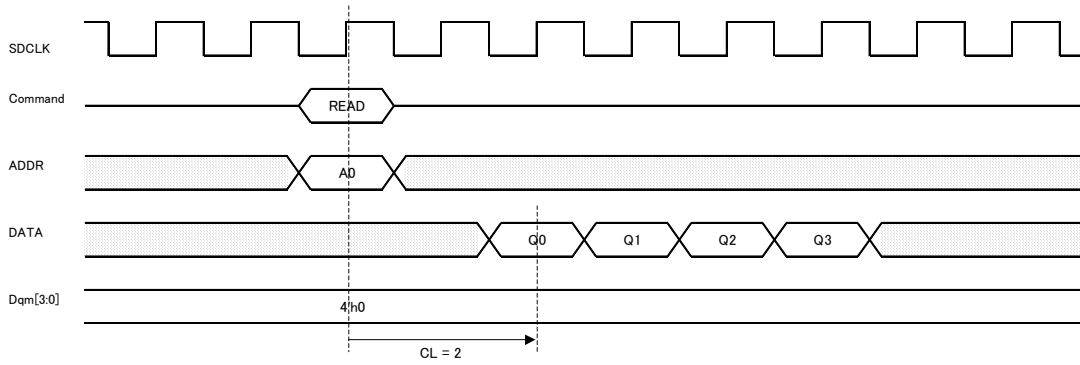 SDCLK
Command
READ
ADDR
A0
DATA
Q0 Q1 Q2 Q3
Dqm[3:0]
4'h0
CL = 2